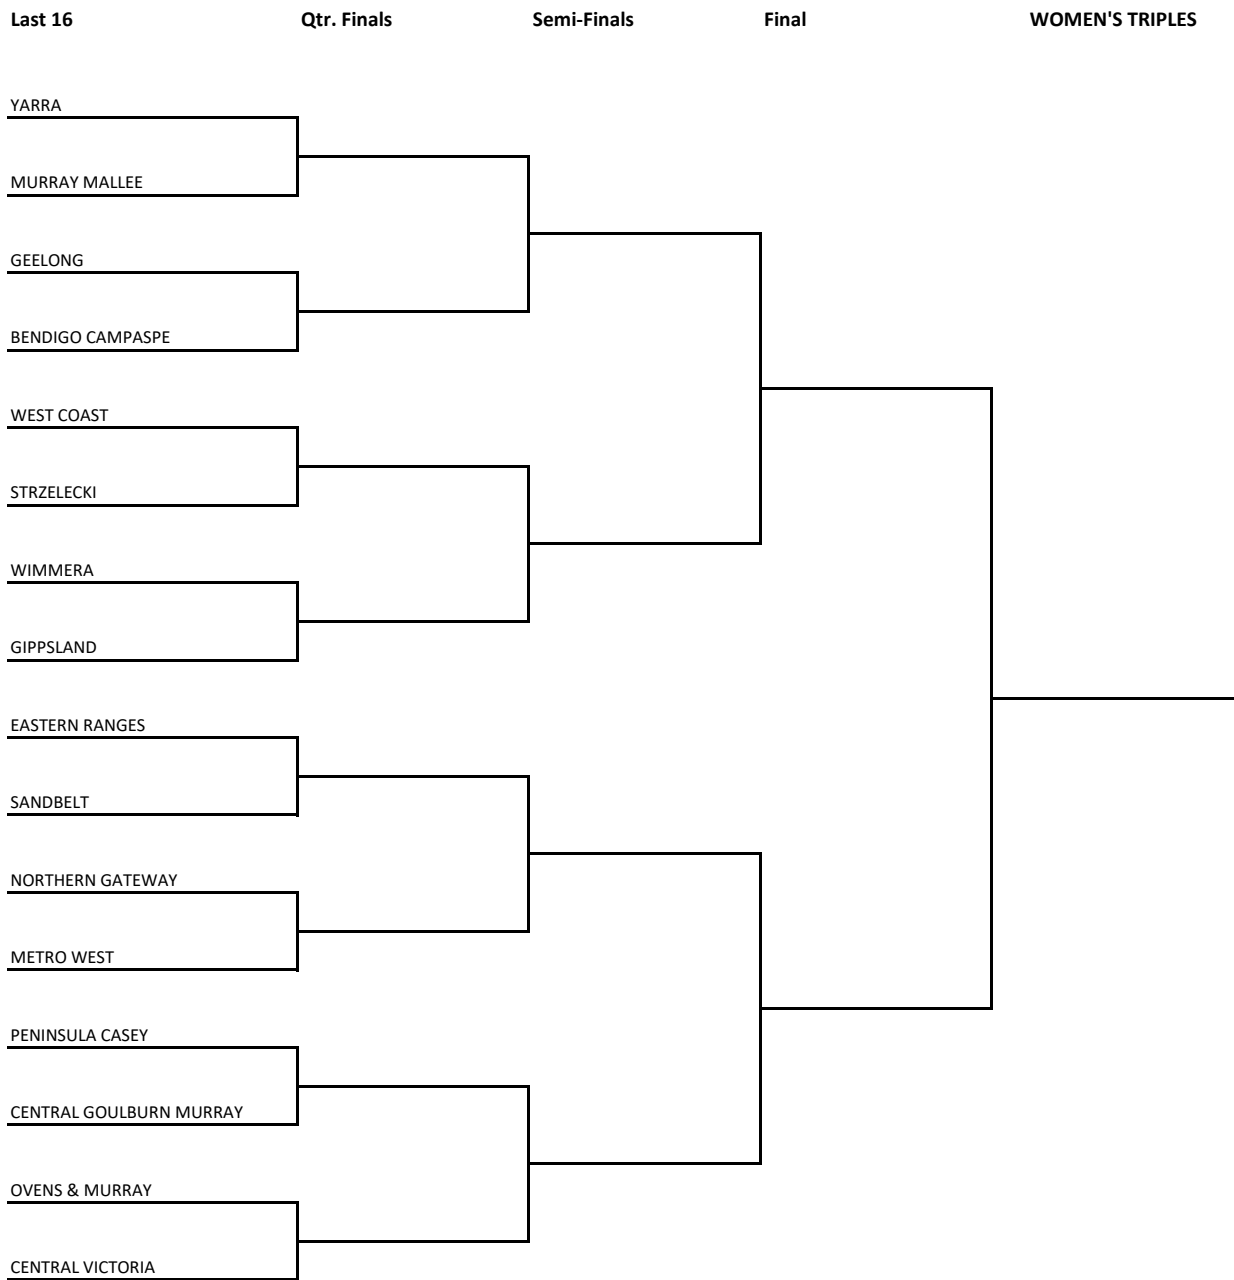 Last 16 Qtr. Finals Semi-Finals Final WOMEN'S TRIPLES
YARRA
MURRAY MALLEE
GEELONG
BENDIGO CAMPASPE
WEST COAST
STRZELECKI
WIMMERA
GIPPSLAND
EASTERN RANGES
SANDBELT
NORTHERN GATEWAY
METRO WEST
PENINSULA CASEY
CENTRAL GOULBURN MURRAY
OVENS & MURRAY
CENTRAL VICTORIA